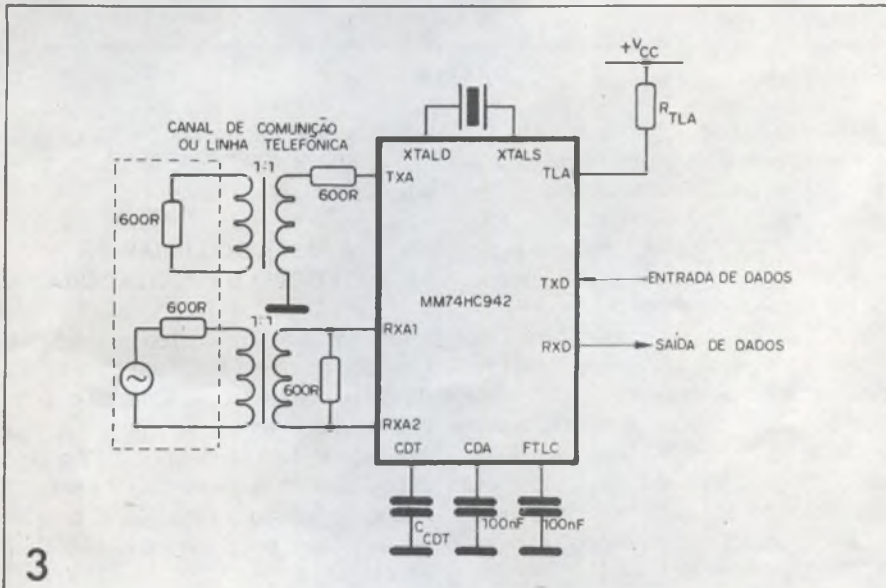 +VCC
RTLA
CANAL DE COMUNIÇÃO
OU LINHA TELEFÔNICA
XTALD XTALS
1:1
TXA
TLA
600R
600R
TXD
ENTRADA DE DADOS
MM74HC942
600R
1:1
RXA1
RXD
SAÍDA DE DADOS
600R
RXA2
CDT CDA FTLC
CCDT
100nF
100nF
3